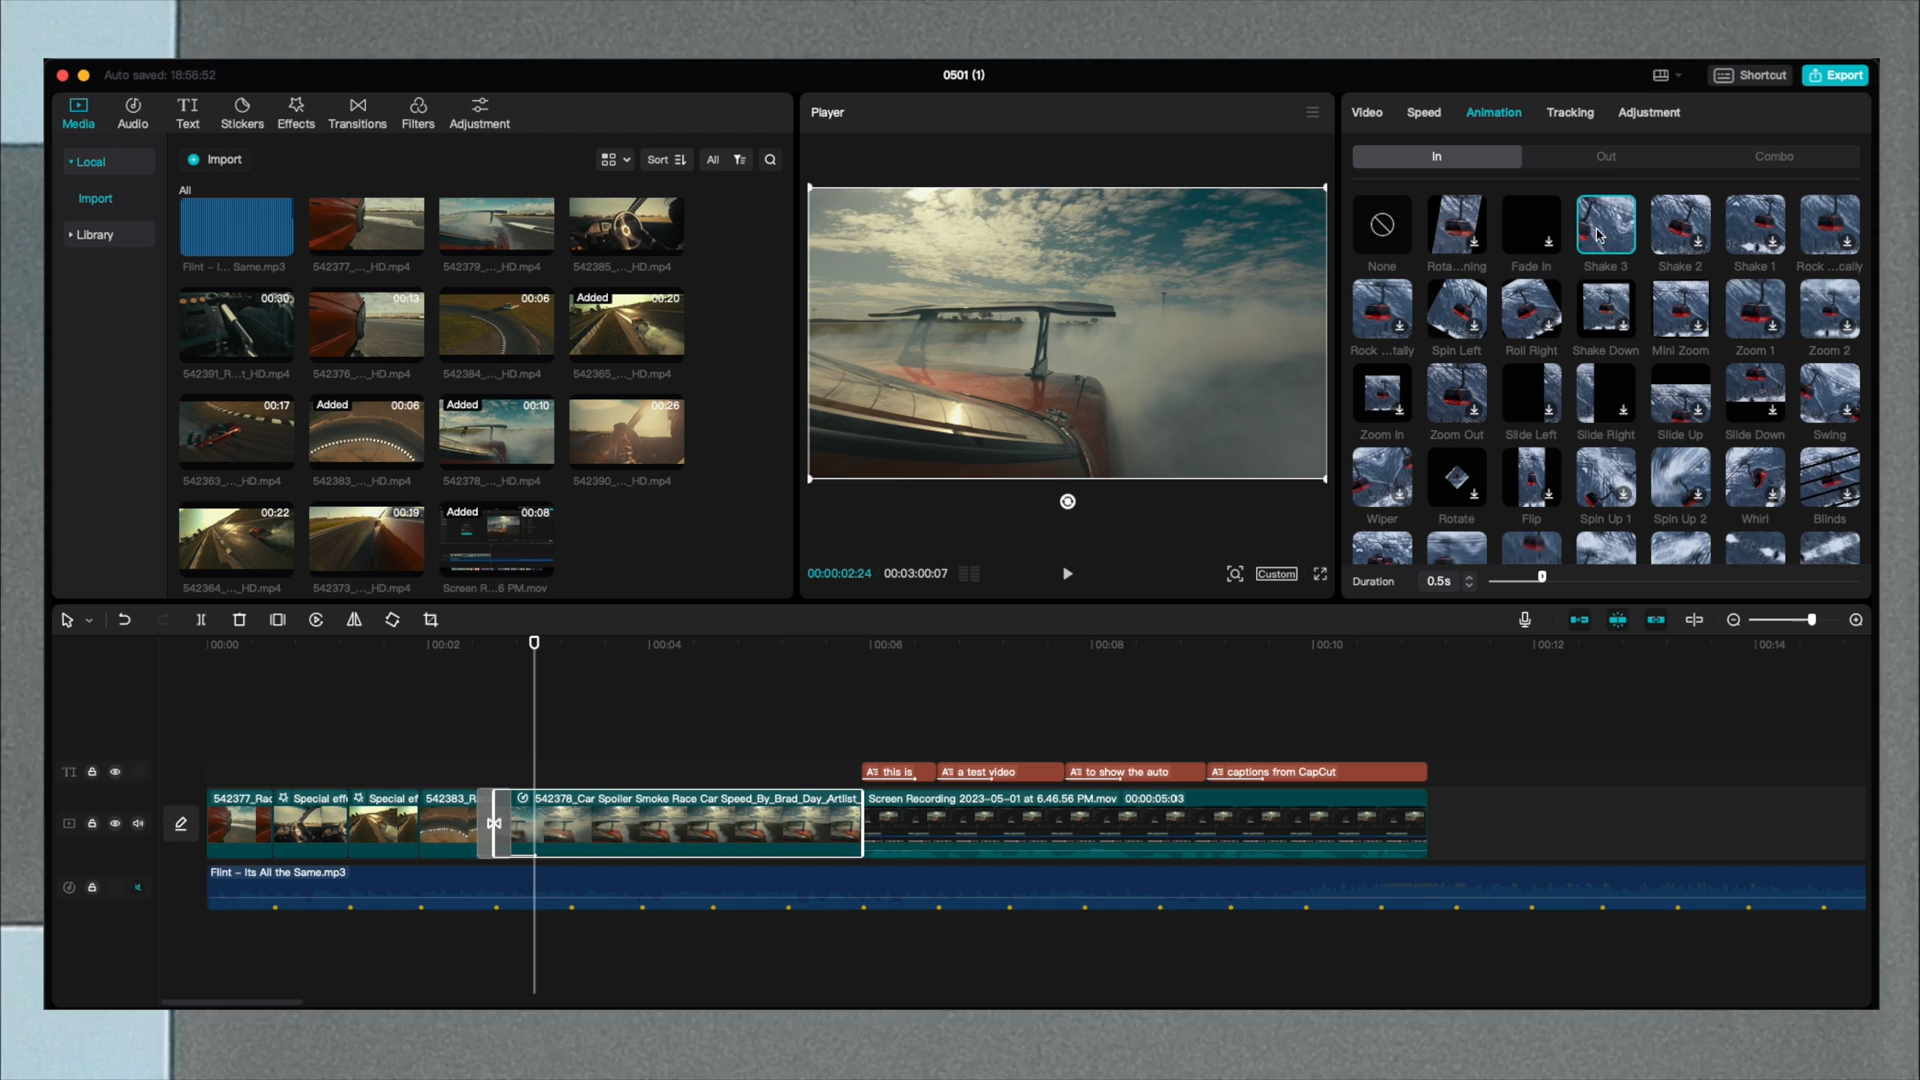 Auto saved: 18:56:52
0501 (1)
Shortcut
Export
Media
Audio
TI
Text
Stickers
Effects
Transitions
Filters
Adjustment
Local
Import
Library
Import
Sort
All
All
Flint – I... Same.mp3
542377_..._HD.mp4
542379_..._HD.mp4
542385_..._HD.mp4
00:30
00:13
00:06
Added
00:20
542391_R...t_HD.mp4
542376_..._HD.mp4
542384_..._HD.mp4
542365_..._HD.mp4
00:17
Added
00:06
Added
00:10
00:26
542363_..._HD.mp4
542383_..._HD.mp4
542378_..._HD.mp4
542390_..._HD.mp4
00:22
00:19
Added
00:08
542364_..._HD.mp4
542373_..._HD.mp4
Screen R...6 PM.mov
Player
00:00:02:24
00:03:00:07
Custom
Video
Speed
Animation
Tracking
Adjustment
In
Out
Combo
None
Rota...ning
Fade In
Shake 3
Shake 2
Shake 1
Rock ...cally
Rock ...tally
Spin Left
Roll Right
Shake Down
Mini Zoom
Zoom 1
Zoom 2
Zoom In
Zoom Out
Slide Left
Slide Right
Slide Up
Slide Down
Swing
Wiper
Rotate
Flip
Spin Up 1
Spin Up 2
Whirl
Blinds
Duration
0.5s
00:00
00:02
00:04
00:06
00:08
00:10
00:12
00:14
TI
this is
a test video
to show the auto
captions from CapCut
542377_Rac
Special eff
Special ef
542383_R
542378_Car Spoiler Smoke Race Car Speed_By_Brad_Day_Artlist_
Screen Recording 2023-05-01 at 6.46.56 PM.mov 00:00:05:03
Flint – Its All the Same.mp3